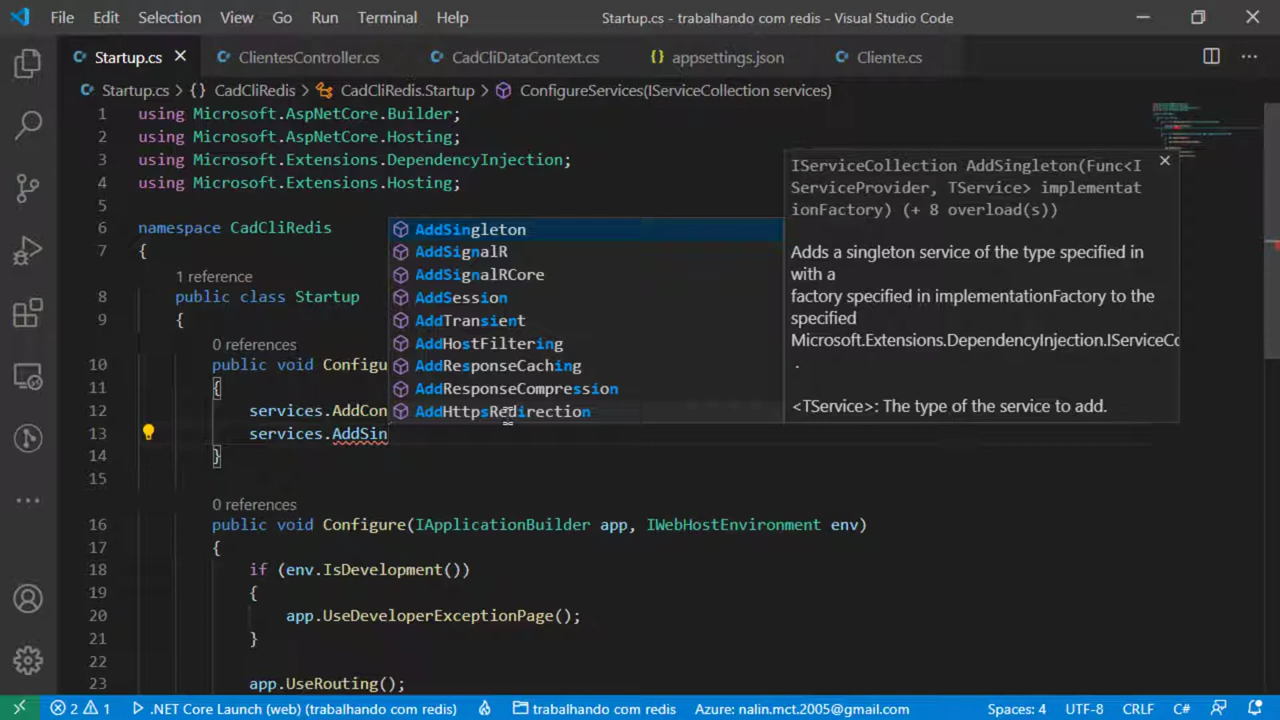 File Edit Selection View Go Run Terminal Help Startup.cs - trabalhando com redis - Visual Studio Code
Startup.cs ClientesController.cs CadCliDataContext.cs {} appsettings.json Cliente.cs
Startup.cs > {} CadCliRedis > CadCliRedis.Startup > ConfigureServices(IServiceCollection services)
1 using Microsoft.AspNetCore.Builder;
2 using Microsoft.AspNetCore.Hosting;
3 using Microsoft.Extensions.DependencyInjection;
4 using Microsoft.Extensions.Hosting;
5
6 namespace CadCliRedis
7 {
1 reference
8 public class Startup
9 {
0 references
10 public void Configu
11 {
12 services.AddCon
13 services.AddSin
14 }
15
AddSingleton
AddSignalR
AddSignalRCore
AddSession
AddTransient
AddHostFiltering
AddResponseCaching
AddResponseCompression
AddHttpsRedirection
IServiceCollection AddSingleton(Func<I
ServiceProvider, TService> implementat
ionFactory) (+ 8 overload(s))
Adds a singleton service of the type specified in
with a
factory specified in implementationFactory to the
specified
Microsoft.Extensions.DependencyInjection.IServiceCo
.
<TService>: The type of the service to add.
0 references
16 public void Configure(IApplicationBuilder app, IWebHostEnvironment env)
17 {
18 if (env.IsDevelopment())
19 {
20 app.UseDeveloperExceptionPage();
21 }
22
23 app.UseRouting();
2 1 .NET Core Launch (web) (trabalhando com redis) trabalhando com redis Azure: nalin.mct.2005@gmail.com Spaces: 4 UTF-8 CRLF C#